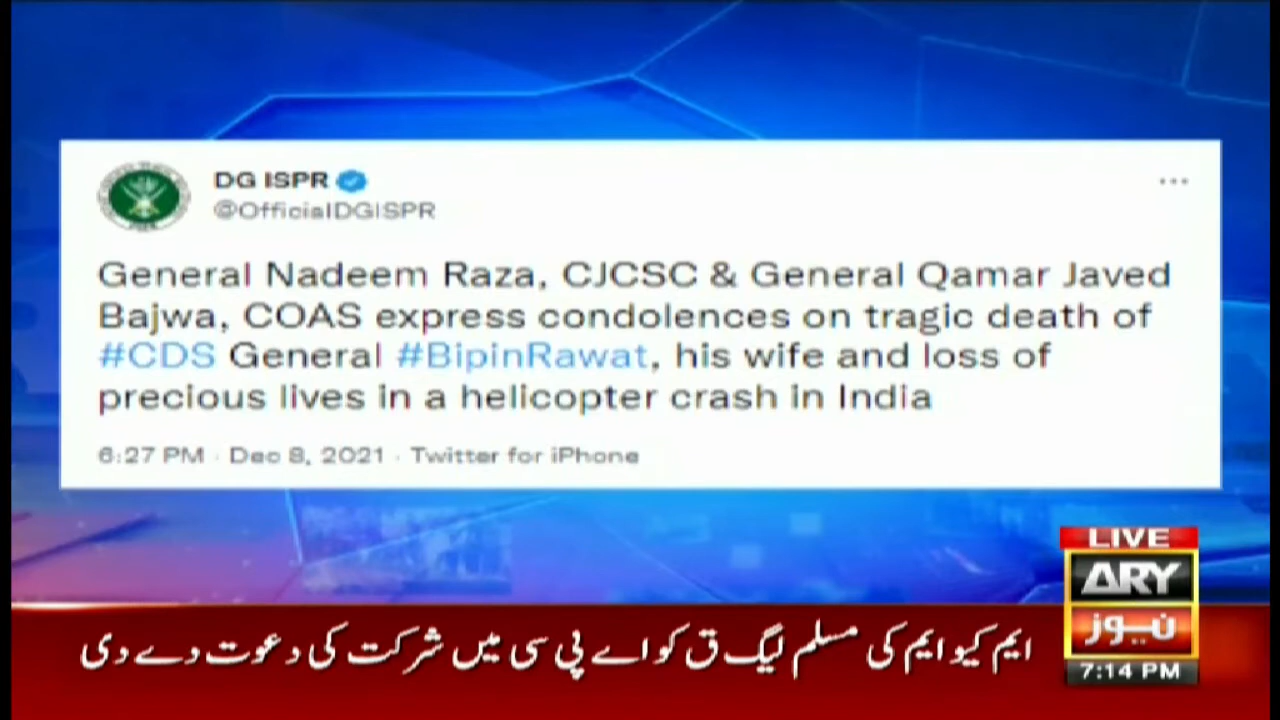 DG ISPR
@OfficialDGISPR
General Nadeem Raza, CJCSC & General Qamar Javed
Bajwa, COAS express condolences on tragic death of
#CDS General #BipinRawat, his wife and loss of
precious lives in a helicopter crash in India
6:27 PM · Dec 8, 2021 · Twitter for iPhone
LIVE
ARY
نیوز
7:14 PM
ایم کیو ایم کی مسلم لیگ ق کو اے پی سی میں شرکت کی دعوت دے دی